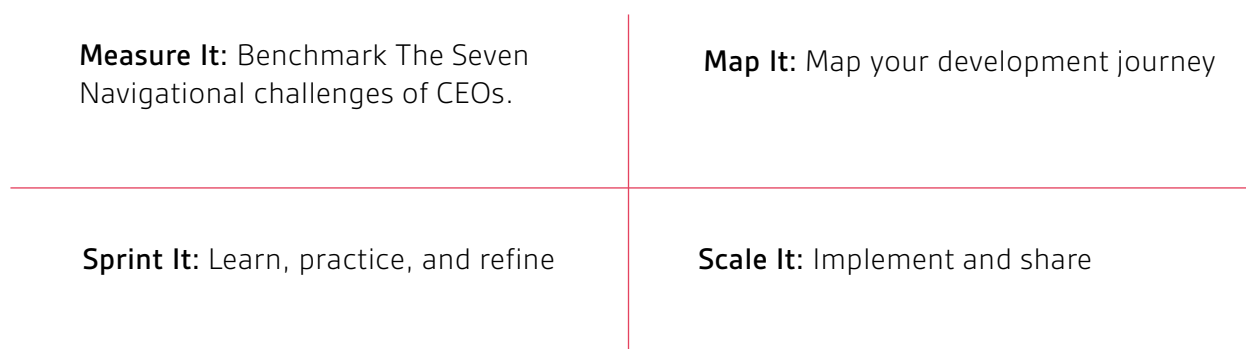 Measure It: Benchmark The Seven
Navigational challenges of CEOs.
Map It: Map your development journey
Sprint It: Learn, practice, and refine
Scale It: Implement and share